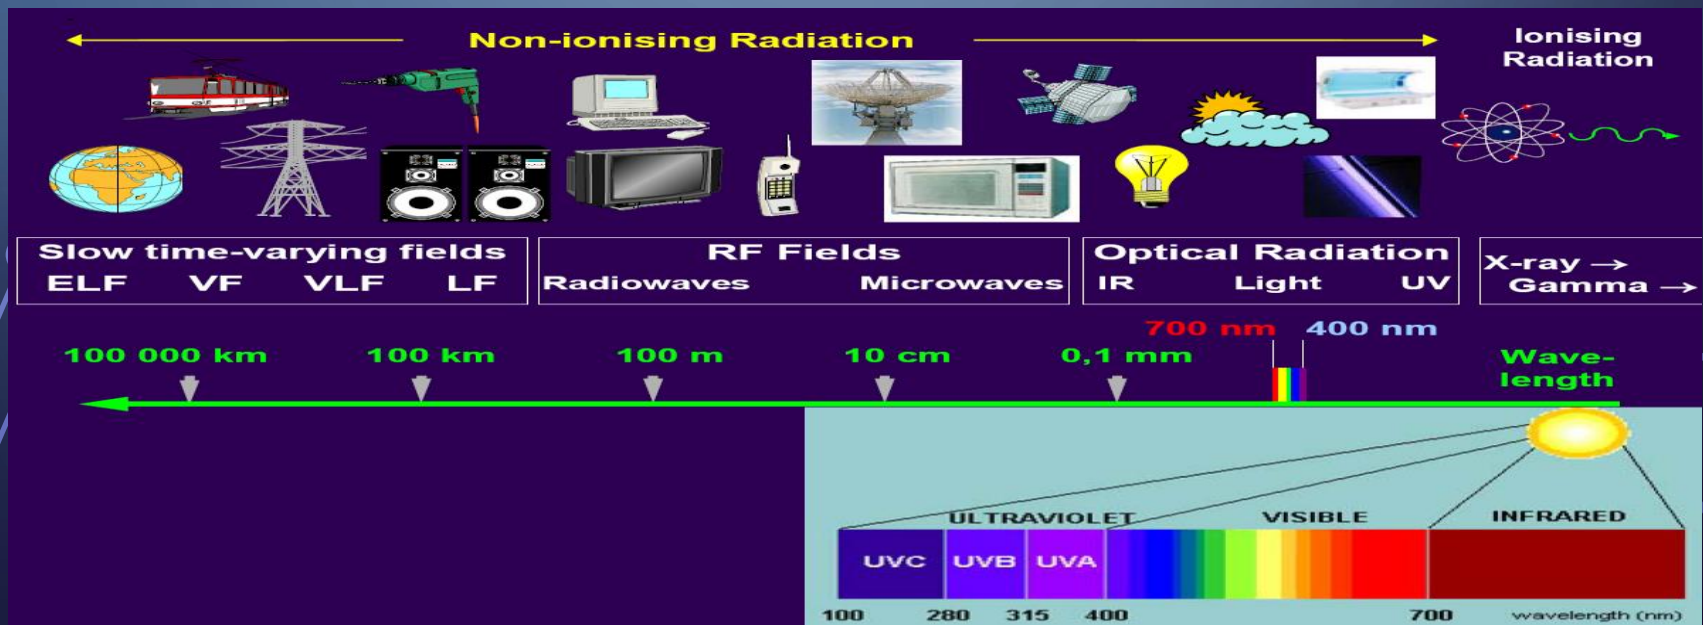 Non-ionising Radiation
Ionising
Radiation
Slow time-varying fields
ELF VF VLF LF
RF Fields
Radiowaves Microwaves
Optical Radiation
IR Light UV
X-ray →
Gamma →
700 nm 400 nm
100 000 km 100 km 100 m 10 cm 0,1 mm
Wave-
length
ULTRAVIOLET VISIBLE INFRARED
UVC UVB UVA
100 280 315 400 700 wavelength (nm)